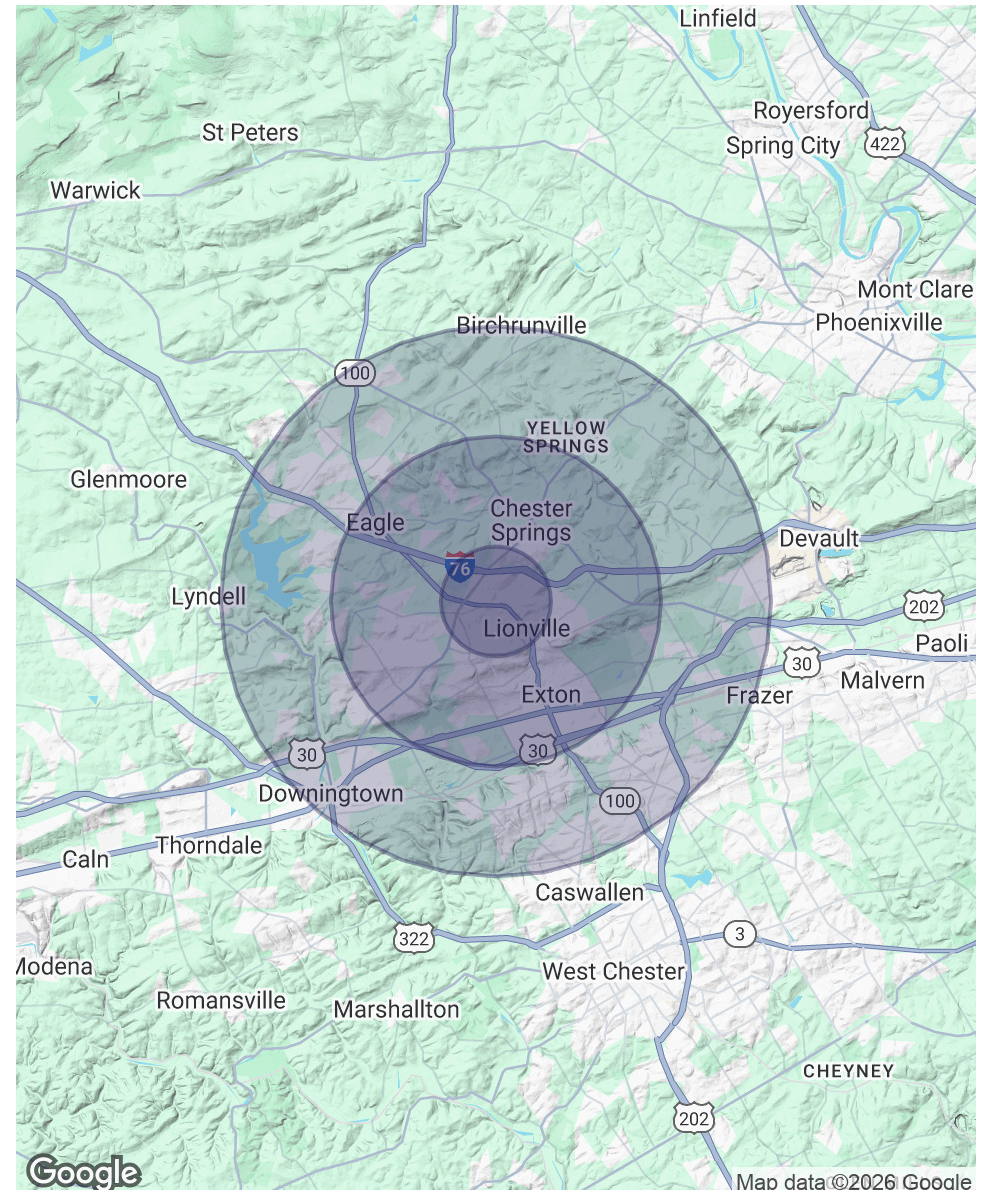 Linfield
Royersford
422
St Peters
Spring City
Warwick
Mont Clare
Phoenixville
Birchrunville
100
YELLOW
SPRINGS
Glenmoore
Chester
Springs
Eagle
Devault
76
Lyndell
202
Lionville
Paoli
30
Malvern
Exton
Frazer
30
30
Downingtown
100
Thorndale
Caln
Caswallen
322
3
Modena
West Chester
Romansville
Marshallton
CHEYNEY
202
Google
Map data ©2026 Google